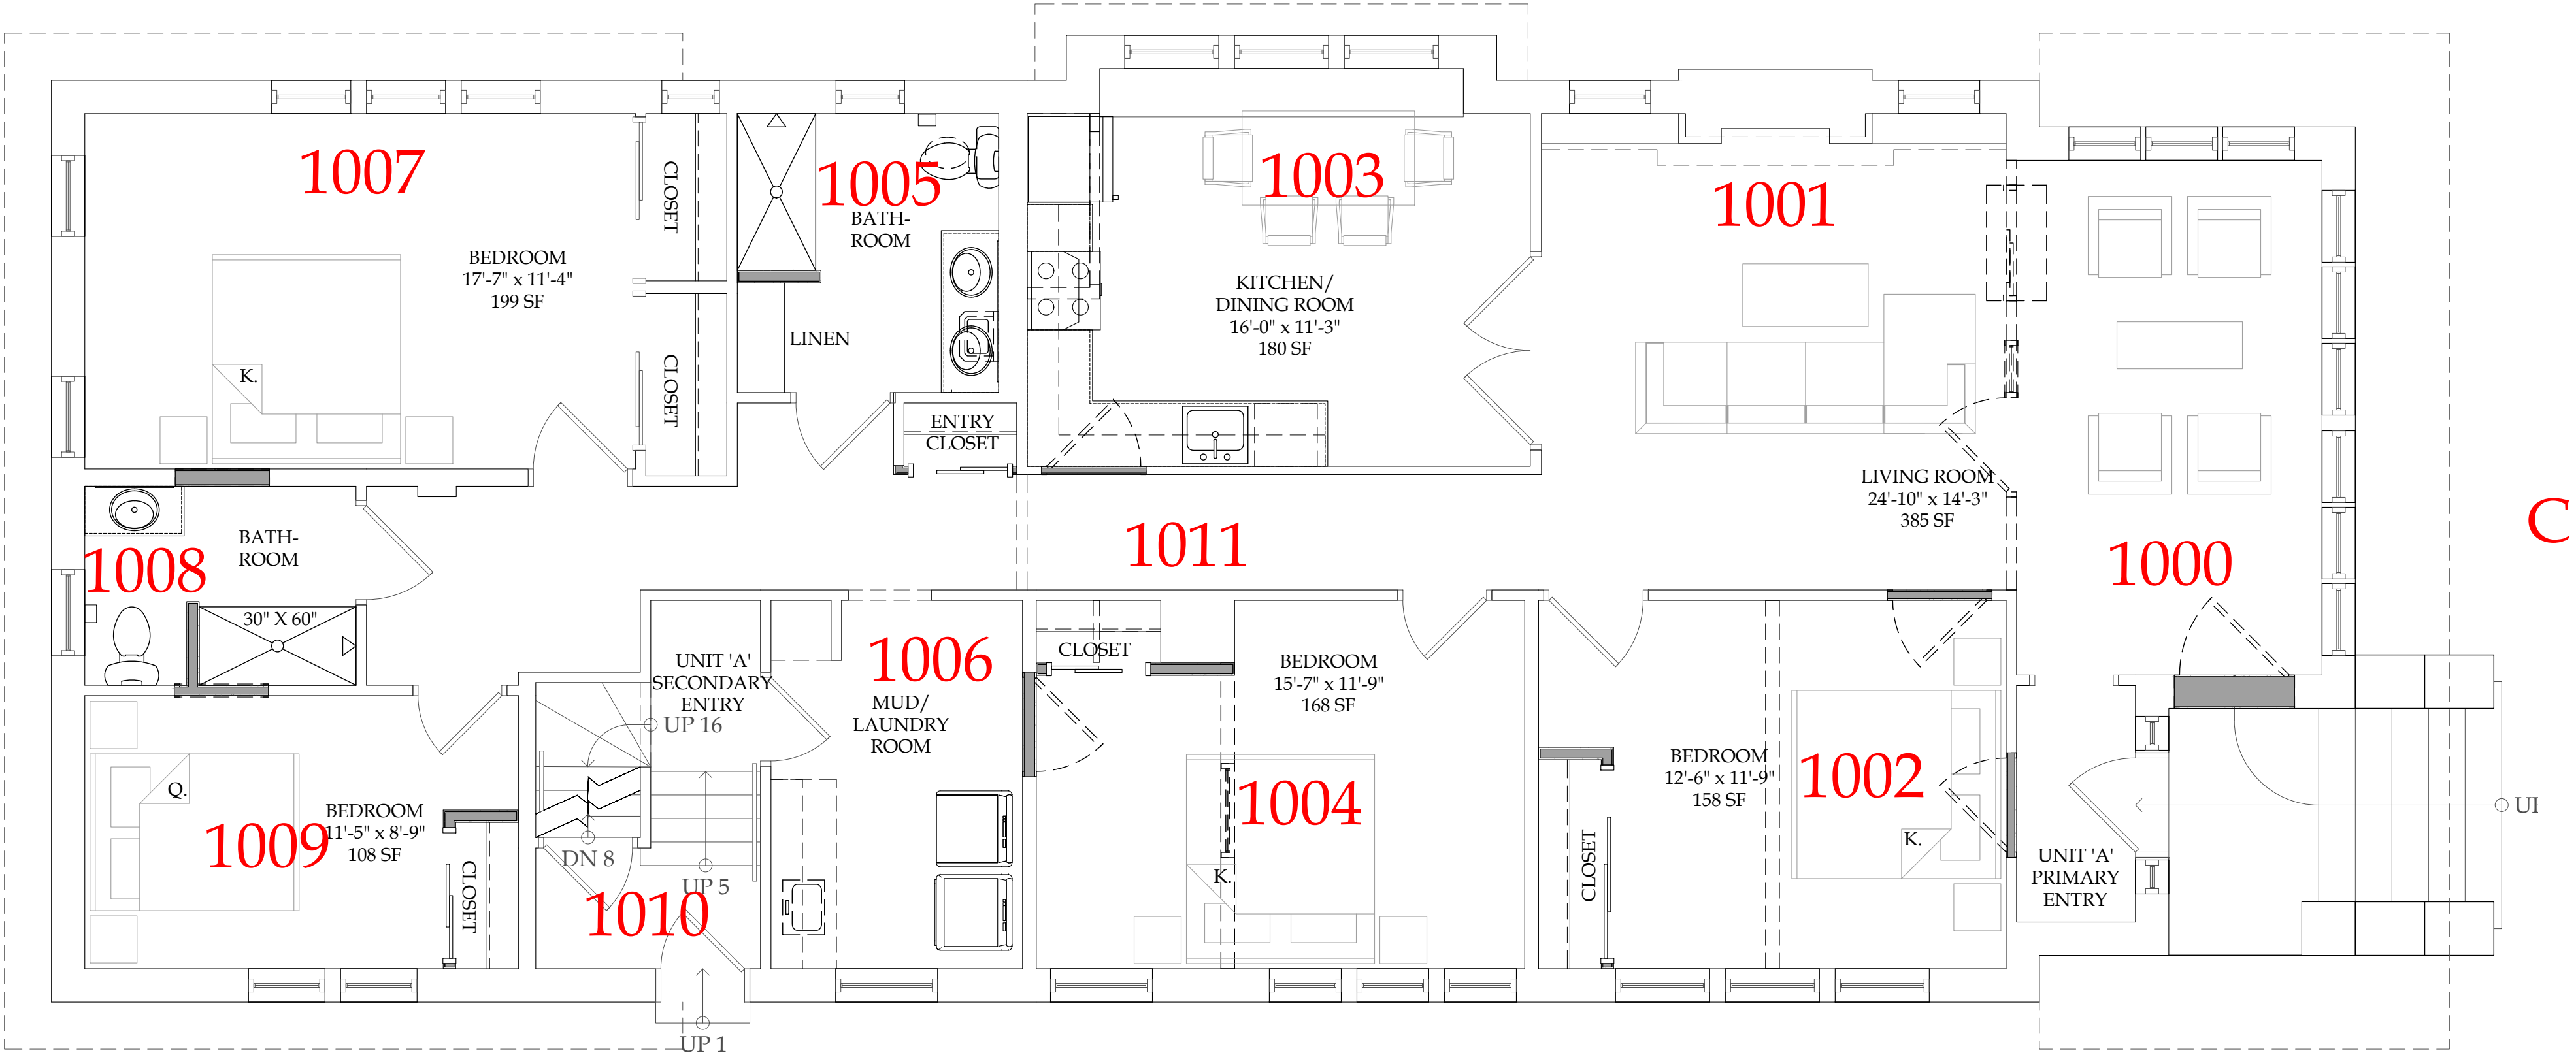 1007
BEDROOM
17'-7" x 11'-4"
199 SF
K.
CLOSET
CLOSET
1005
BATH-
ROOM
LINEN
ENTRY
CLOSET
1003
KITCHEN/
DINING ROOM
16'-0" x 11'-3"
180 SF
1001
LIVING ROOM
24'-10" x 14'-3"
385 SF
1000
C
1008
BATH-
ROOM
30" X 60"
1011
1009
BEDROOM
11'-5" x 8'-9"
108 SF
Q.
CLOSET
UNIT 'A'
SECONDARY
ENTRY
UP 16
DN 8
UP 5
1010
UP 1
1006
MUD/
LAUNDRY
ROOM
CLOSET
BEDROOM
15'-7" x 11'-9"
168 SF
1004
K.
BEDROOM
12'-6" x 11'-9"
158 SF
1002
K.
CLOSET
UNIT 'A'
PRIMARY
ENTRY
UI